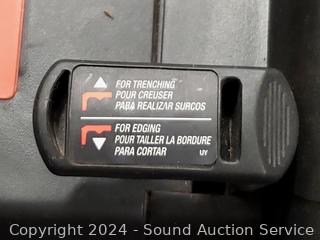 FOR TRENCHING
POUR CREUSER
PARA REALIZAR SURCOS
FOR EDGING
POUR TAILLER LA BORDURE
PARA CORTAR
UY
Copyright 2024 - Sound Auction Service